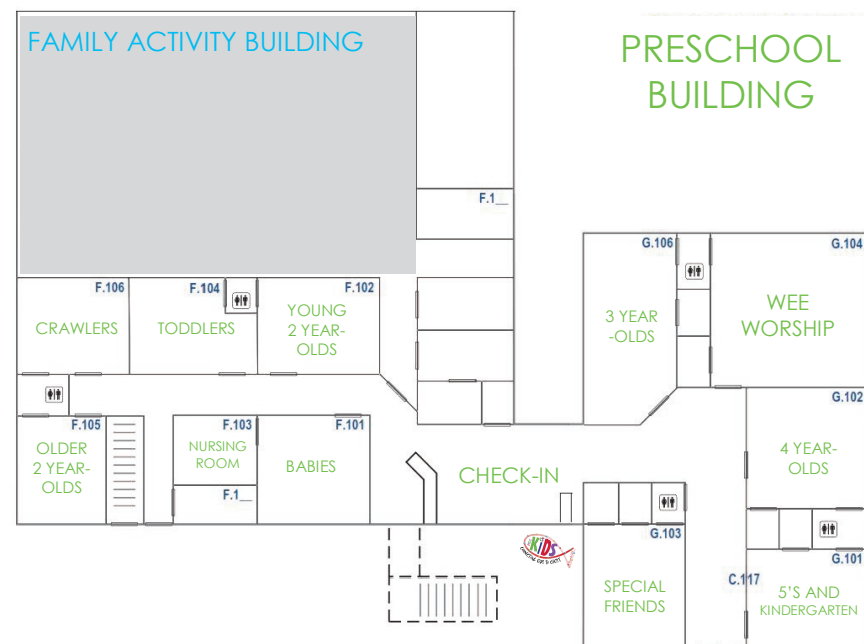 FAMILY ACTIVITY BUILDING
PRESCHOOL
BUILDING
F.1__
G.106
G.104
F.106
F.104
F.102
CRAWLERS
TODDLERS
YOUNG
2 YEAR-
OLDS
3 YEAR
-OLDS
WEE
WORSHIP
G.102
F.105
F.103
F.101
OLDER
2 YEAR-
OLDS
NURSING
ROOM
BABIES
CHECK-IN
4 YEAR-
OLDS
F.1__
G.103
KiDS
G.101
C.117
SPECIAL
FRIENDS
5'S AND
KINDERGARTEN